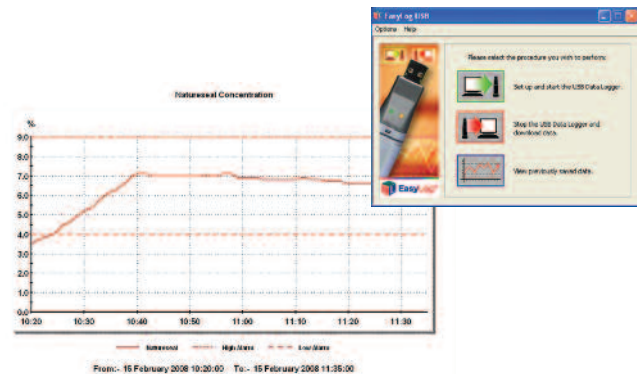 EasyLog USB
Options Help
Please select the procedure you wish to perform:
Set up and start the USB Data Logger.
Stop the USB Data Logger and
download data.
View previously saved data.
EasyLog
Natureseal Concentration
%
9.0
8.0
7.0
6.0
5.0
4.0
3.0
2.0
1.0
0.0
10:20 10:30 10:40 10:50 11:00 11:10 11:20 11:30
Natureseal High Alarm Low Alarm
From:- 15 February 2008 10:20:00 To:- 15 February 2008 11:35:00